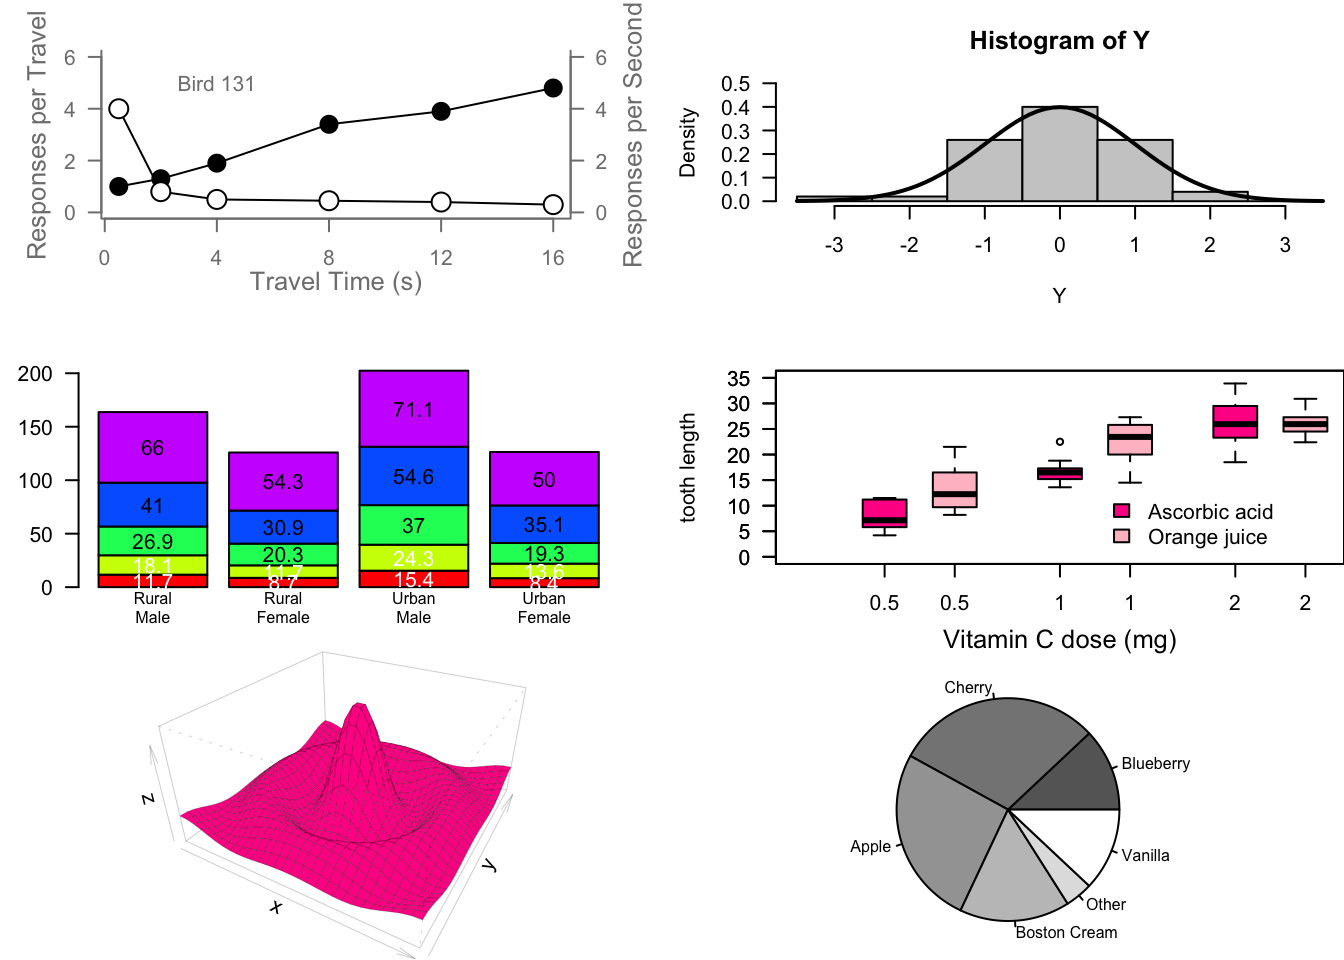 Responses per Travel
6
4
2
0
Bird 131
6
4
2
0
Responses per Second
0 4 8 12 16
Travel Time (s)
Histogram of Y
Density
0.5
0.4
0.3
0.2
0.1
0.0
-3 -2 -1 0 1 2 3
Y
200
150
100
50
0
66
41
26.9
18.1
11.7
54.3
30.9
20.3
11.7
8.7
71.1
54.6
37
24.3
15.4
50
35.1
19.3
13.6
8.4
Rural
Male
Rural
Female
Urban
Male
Urban
Female
tooth length
35
30
25
20
15
10
5
0
Ascorbic acid
Orange juice
0.5 0.5 1 1 2 2
Vitamin C dose (mg)
z
x
y
Cherry
Blueberry
Apple
Vanilla
Other
Boston Cream